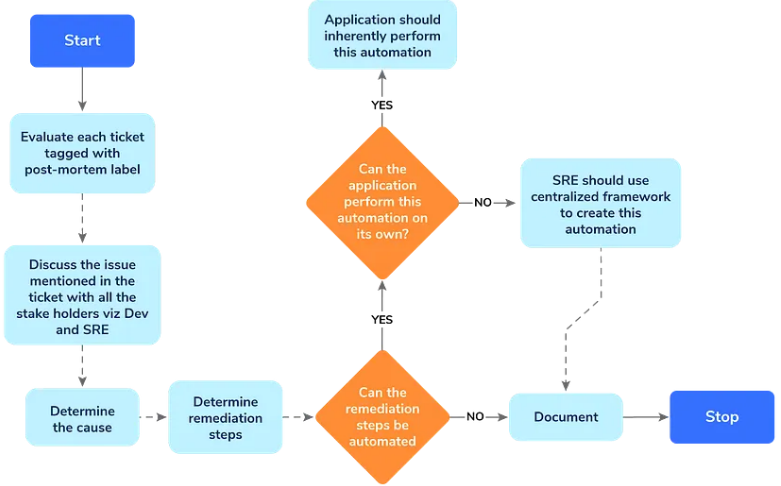 Start
Evaluate each ticket
tagged with
post-mortem label
Discuss the issue
mentioned in the
ticket with all the
stake holders viz Dev
and SRE
Determine
the cause
Determine
remediation
steps
Can the
remediation
steps be
automated
YES
NO
Can the
application
perform this
automation on
its own?
YES
Application should
inherently perform
this automation
NO
SRE should use
centralized framework
to create this
automation
Document
Stop